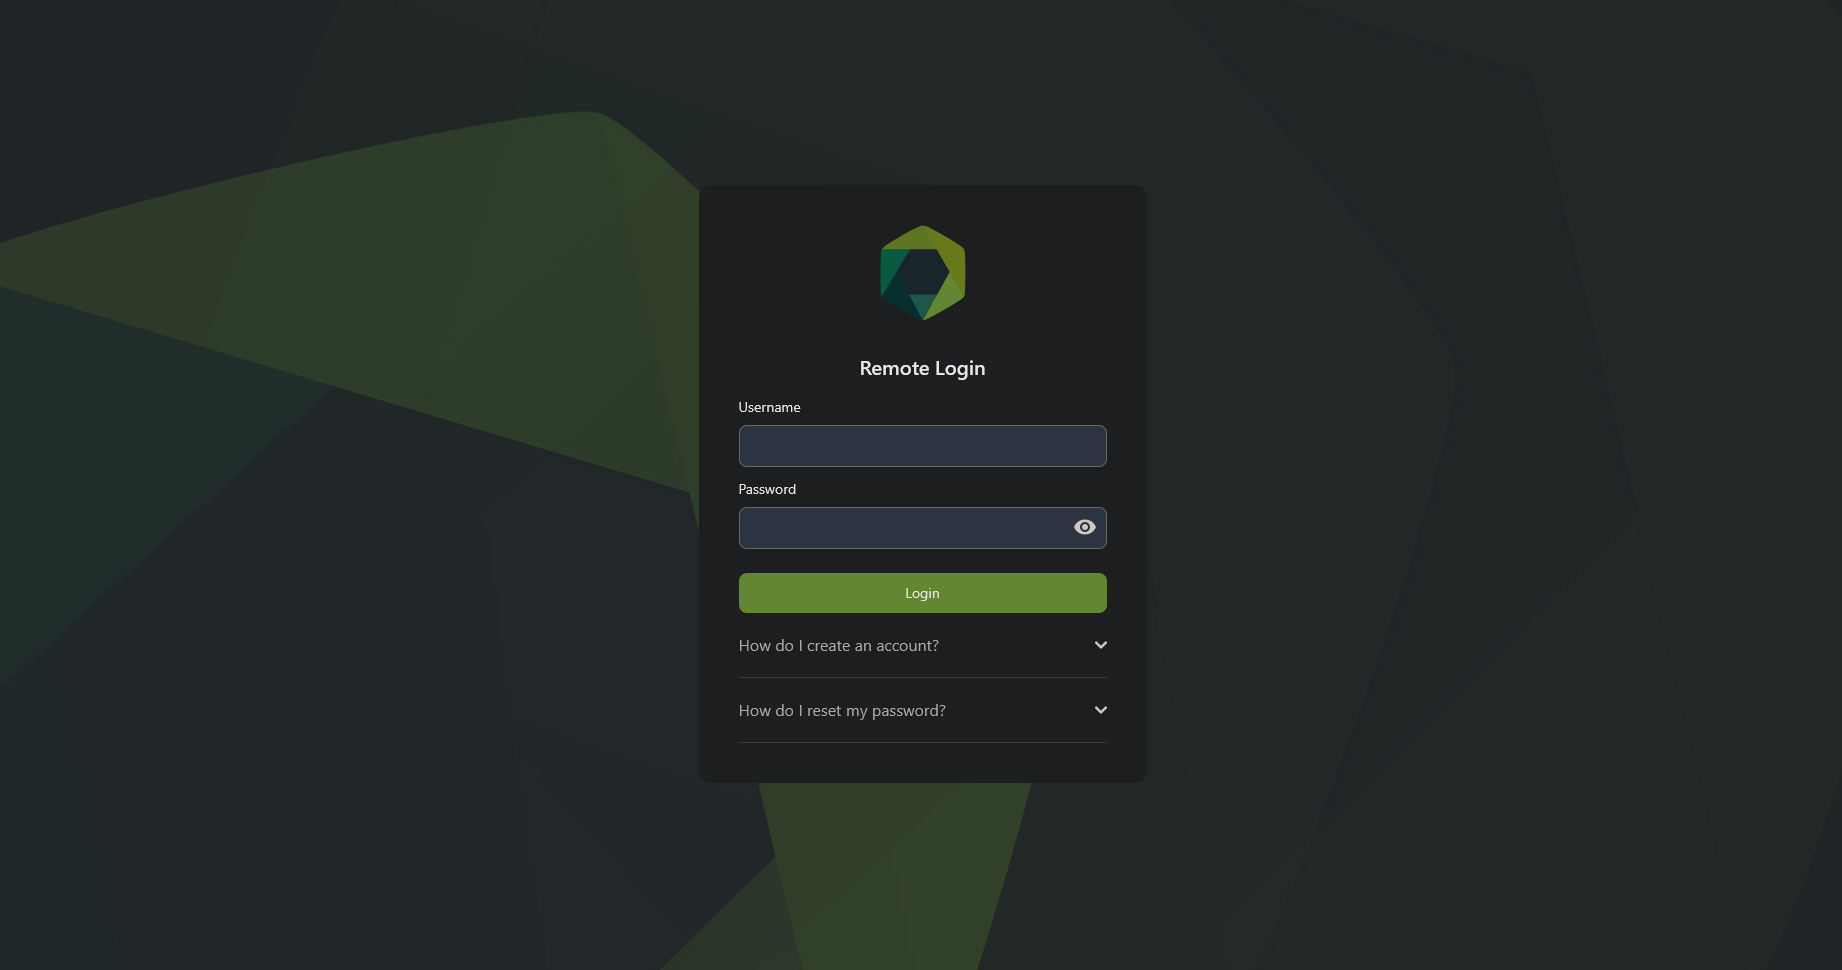 Remote Login
Username
Password
Login
How do I create an account?
How do I reset my password?